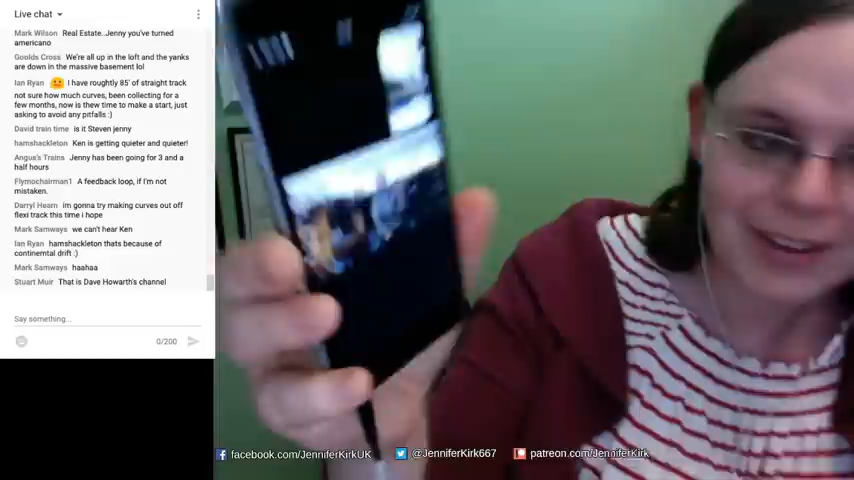 Live chat
Mark Wilson Real Estate..Jenny you've turned
americano
Goolds Cross We're all up in the loft and the yanks
are down in the massive basement lol
Ian Ryan I have roughtly 85' of straight track
not sure how much curves, been collecting for a
few months, now is thew time to make a start, just
asking to avoid any pitfalls :)
David train time is it Steven jenny
hamshackleton Ken is getting quieter and quieter!
Angus's Trains Jenny has been going for 3 and a
half hours
Flymochairman1 A feedback loop, if I'm not
mistaken.
Darryl Hearn im gonna try making curves out off
flexi track this time i hope
Mark Samways we can't hear Ken
Ian Ryan hamshackleton thats because of
continemtal drift :)
Mark Samways haahaa
Stuart Muir That is Dave Howarth's channel
Say something...
0/200
facebook.com/JenniferKirkUK @JenniferKirk667 patreon.com/JenniferKirk